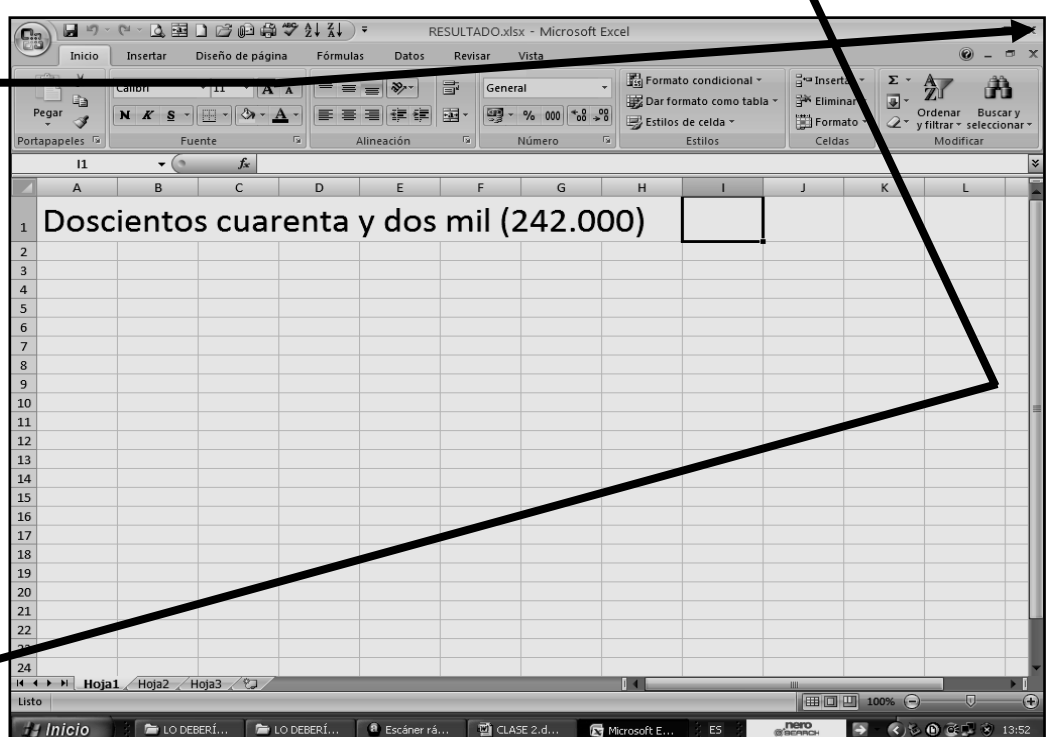 RESULTADO.xlsx - Microsoft Excel
Inicio Insertar Diseño de página Fórmulas Datos Revisar Vista
Calibri 11 A A General Formato condicional Insertar Σ
Pegar Dar formato como tabla Eliminar
N K S A % 000 Estilos de celda Formato Ordenar y filtrar Buscar y seleccionar
Portapapeles Fuente Alineación Número Estilos Celdas Modificar
I1 fx
A B C D E F G H I J K L
1 Doscientos cuarenta y dos mil (242.000)
2
3
4
5
6
7
8
9
10
11
12
13
14
15
16
17
18
19
20
21
22
24
Hoja1 Hoja2 Hoja3
Listo 100%
Inicio LO DEBERÍ... LO DEBERÍ... Escáner rá... CLASE 2.d... Microsoft E... ES nero SEARCH 13:52